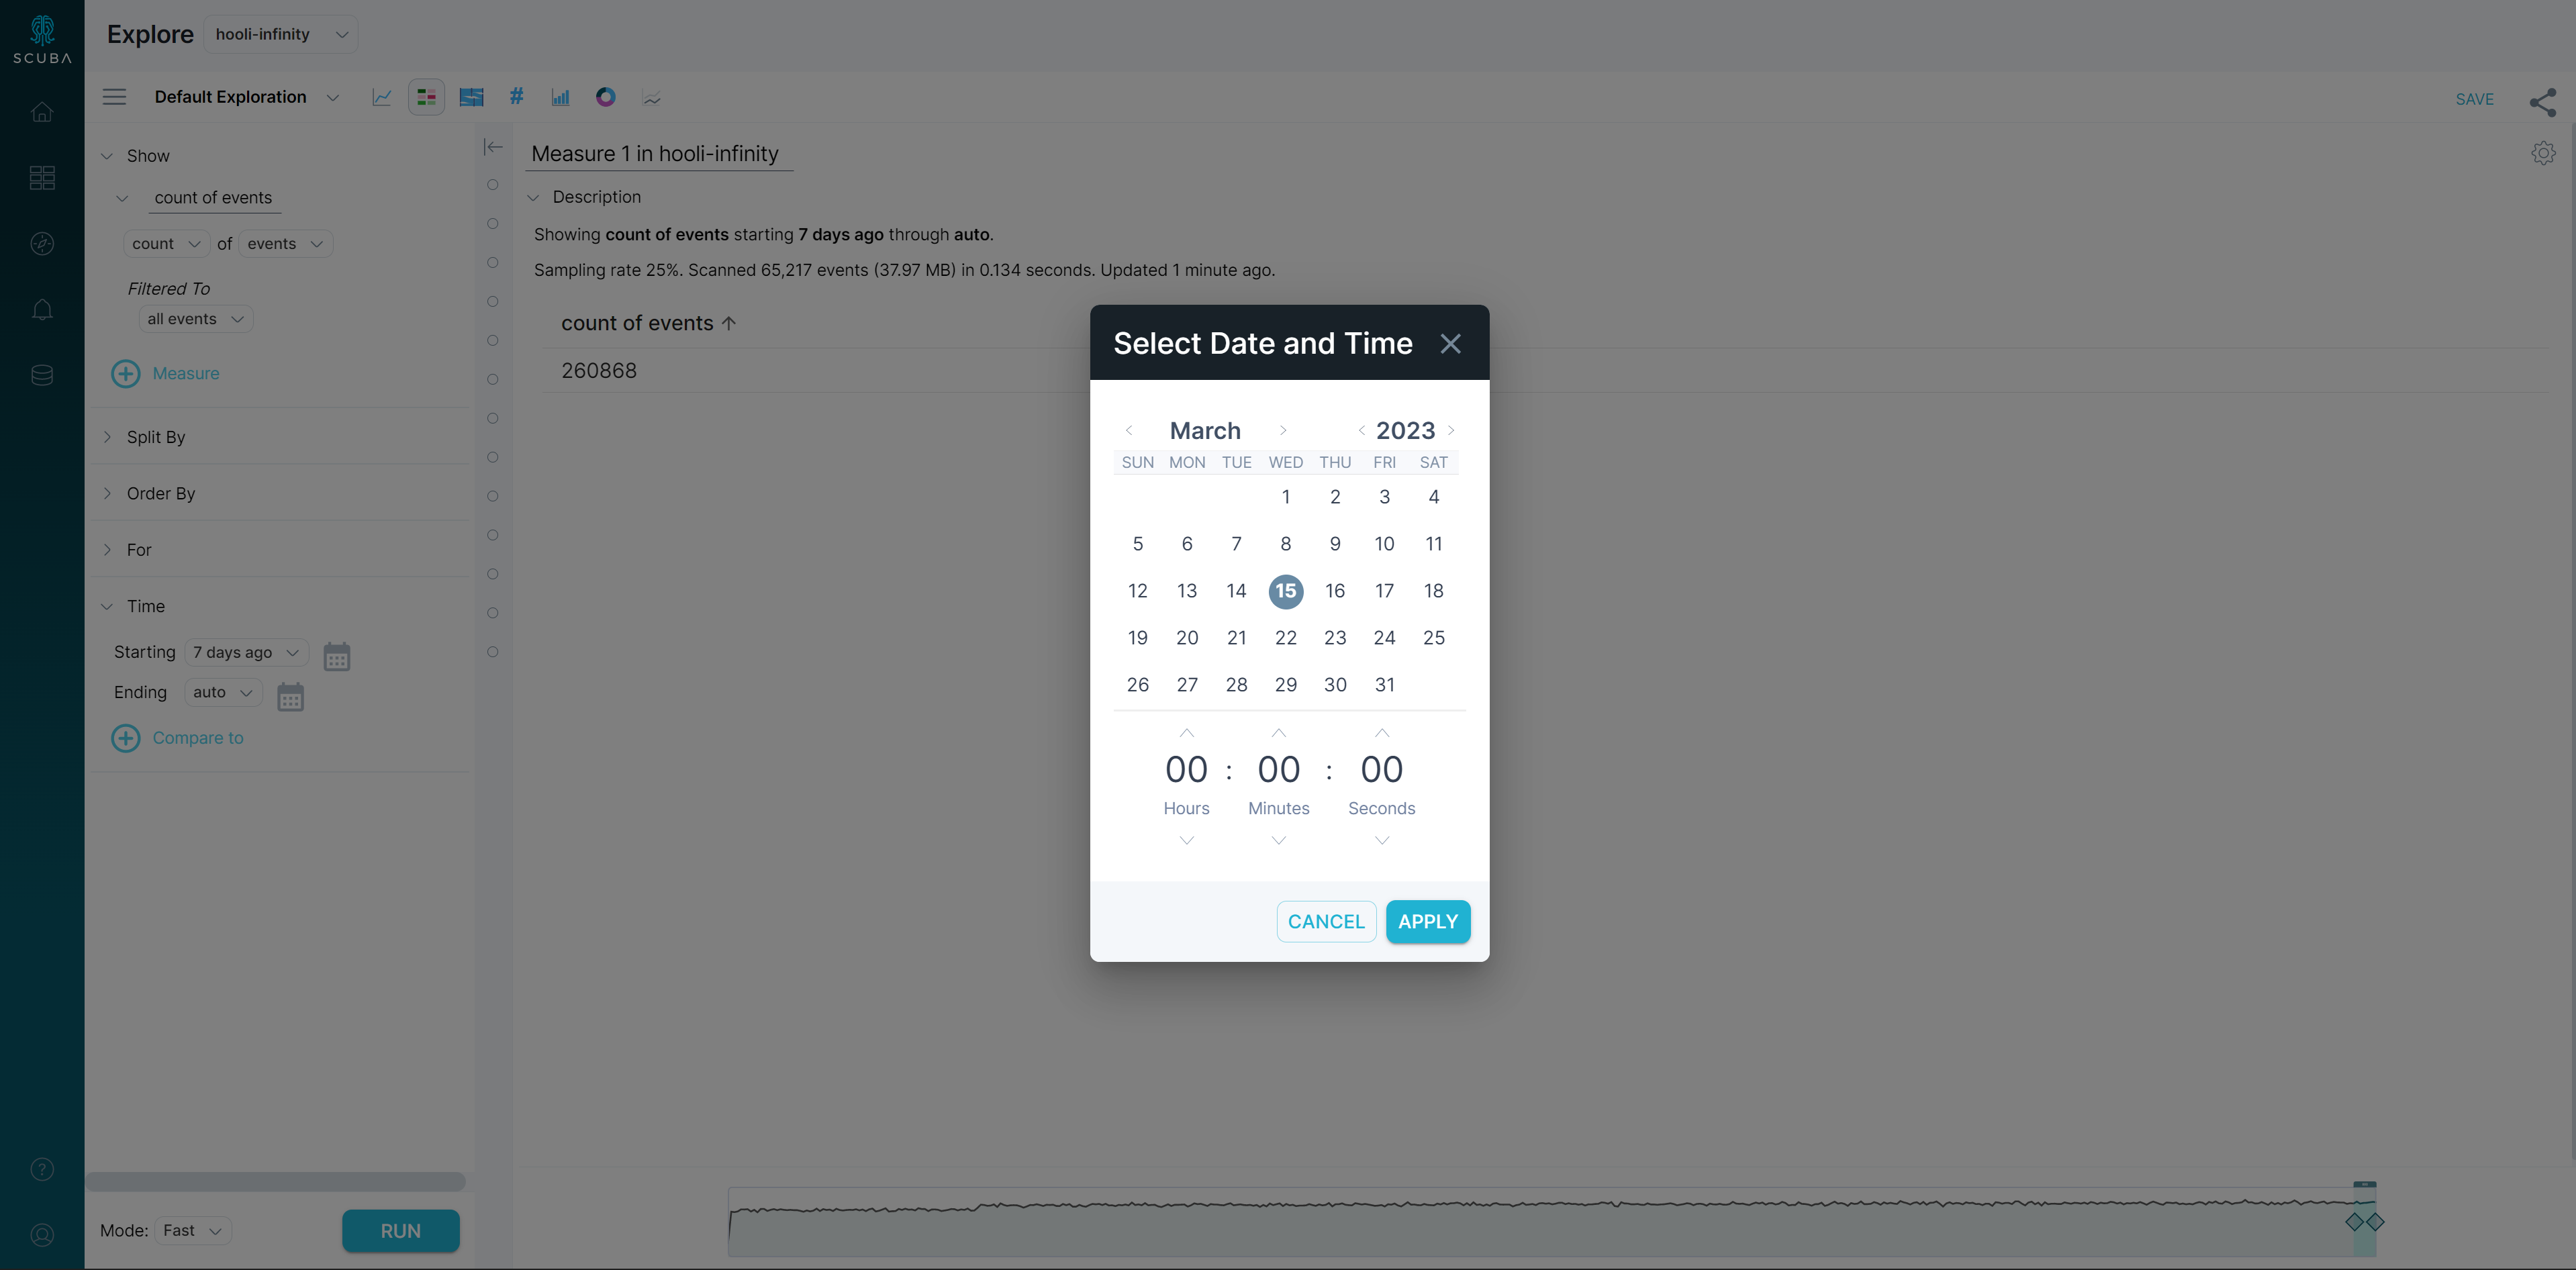 SCUBA
Explore hooli-infinity
Default Exploration #
SAVE
Show
count of events
count of events
Filtered To
all events
Measure
Split By
Order By
For
Time
Starting 7 days ago
Ending auto
Compare to
Mode: Fast RUN
Measure 1 in hooli-infinity
Description
Showing count of events starting 7 days ago through auto.
Sampling rate 25%. Scanned 65,217 events (37.97 MB) in 0.134 seconds. Updated 1 minute ago.
count of events
260868
Select Date and Time
March 2023
SUN MON TUE WED THU FRI SAT
1 2 3 4
5 6 7 8 9 10 11
12 13 14 15 16 17 18
19 20 21 22 23 24 25
26 27 28 29 30 31
00 : 00 : 00
Hours Minutes Seconds
CANCEL APPLY